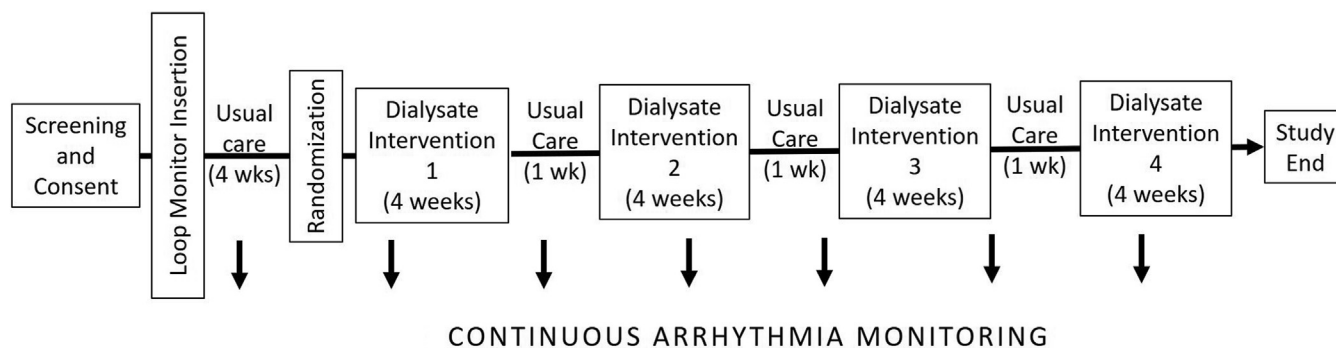 Screening
and
Consent
Loop Monitor Insertion
Usual
care
(4 wks)
Randomization
Dialysate
Intervention
1
(4 weeks)
Usual
Care
(1 wk)
Dialysate
Intervention
2
(4 weeks)
Usual
Care
(1 wk)
Dialysate
Intervention
3
(4 weeks)
Usual
Care
(1 wk)
Dialysate
Intervention
4
(4 weeks)
Study
End
CONTINUOUS ARRHYTHMIA MONITORING